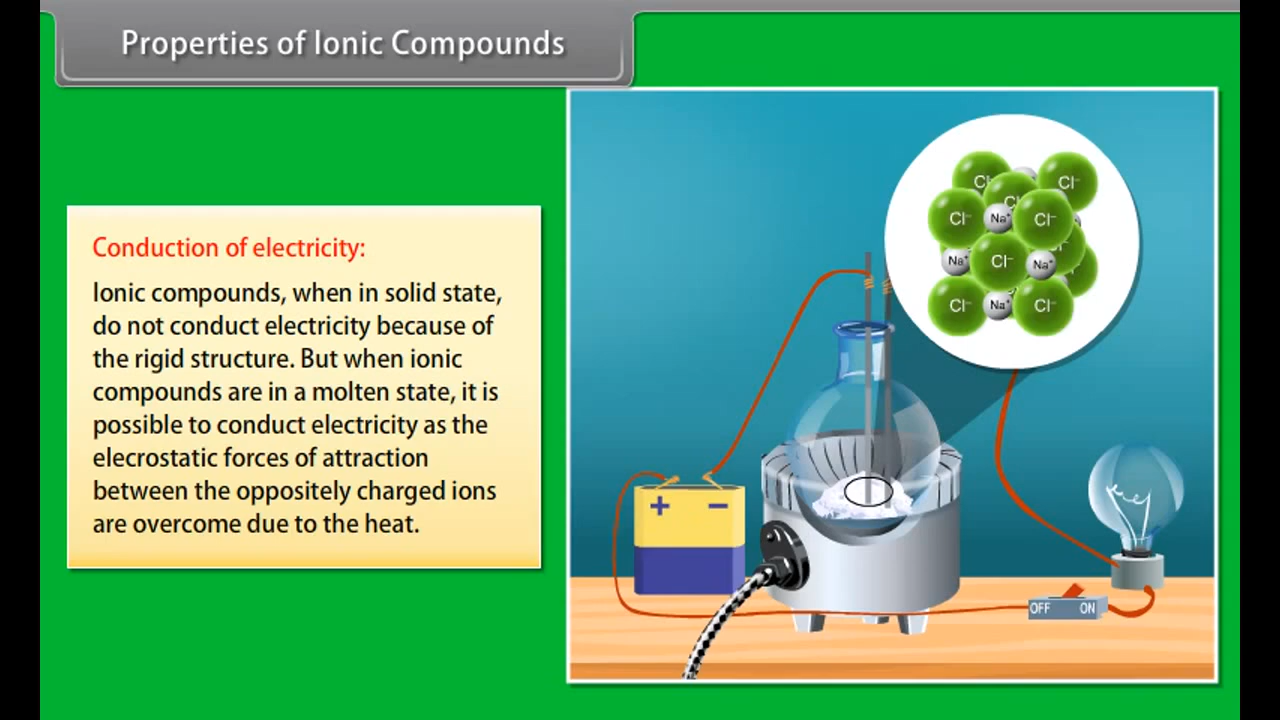 Properties of Ionic Compounds
Conduction of electricity:
Ionic compounds, when in solid state,
do not conduct electricity because of
the rigid structure. But when ionic
compounds are in a molten state, it is
possible to conduct electricity as the
elecrostatic forces of attraction
between the oppositely charged ions
are overcome due to the heat.
Cl⁻ Cl⁻
Cl⁻
Cl⁻ Na⁺ Cl⁻
Cl⁻
Na⁺ Cl⁻ Na⁺
Cl⁻ Na⁺ Cl⁻
+ −
OFF ON